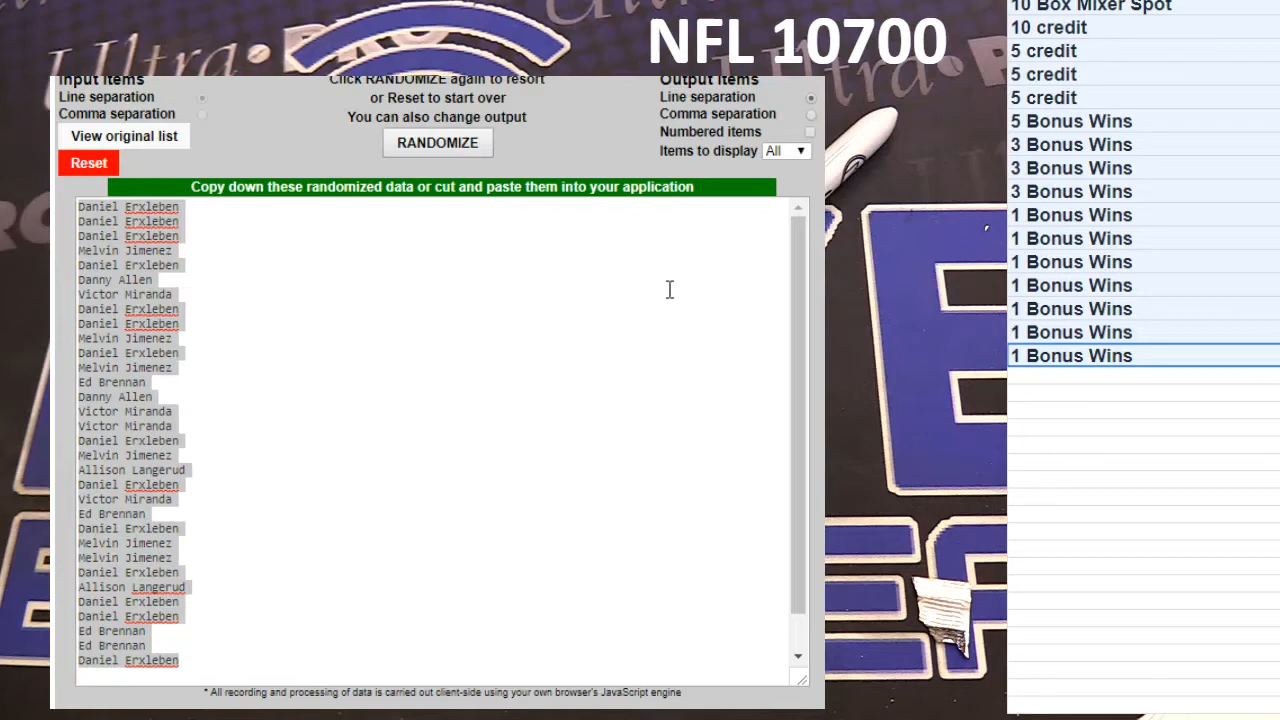 NFL 10700
Ultra PRO
Input Items
Line separation
Comma separation
View original list
Reset
Click RANDOMIZE again to resort
or Reset to start over
You can also change output
RANDOMIZE
Output Items
Line separation
Comma separation
Numbered items
Items to display All
Copy down these randomized data or cut and paste them into your application
Daniel Erxleben
Daniel Erxleben
Daniel Erxleben
Melvin Jimenez
Daniel Erxleben
Danny Allen
Victor Miranda
Daniel Erxleben
Daniel Erxleben
Melvin Jimenez
Daniel Erxleben
Melvin Jimenez
Ed Brennan
Danny Allen
Victor Miranda
Victor Miranda
Daniel Erxleben
Melvin Jimenez
Allison Langerud
Daniel Erxleben
Victor Miranda
Ed Brennan
Daniel Erxleben
Melvin Jimenez
Melvin Jimenez
Daniel Erxleben
Allison Langerud
Daniel Erxleben
Daniel Erxleben
Ed Brennan
Ed Brennan
Daniel Erxleben
* All recording and processing of data is carried out client-side using your own browser's JavaScript engine
10 Box Mixer Spot
10 credit
5 credit
5 credit
5 credit
5 Bonus Wins
3 Bonus Wins
3 Bonus Wins
3 Bonus Wins
1 Bonus Wins
1 Bonus Wins
1 Bonus Wins
1 Bonus Wins
1 Bonus Wins
1 Bonus Wins
1 Bonus Wins